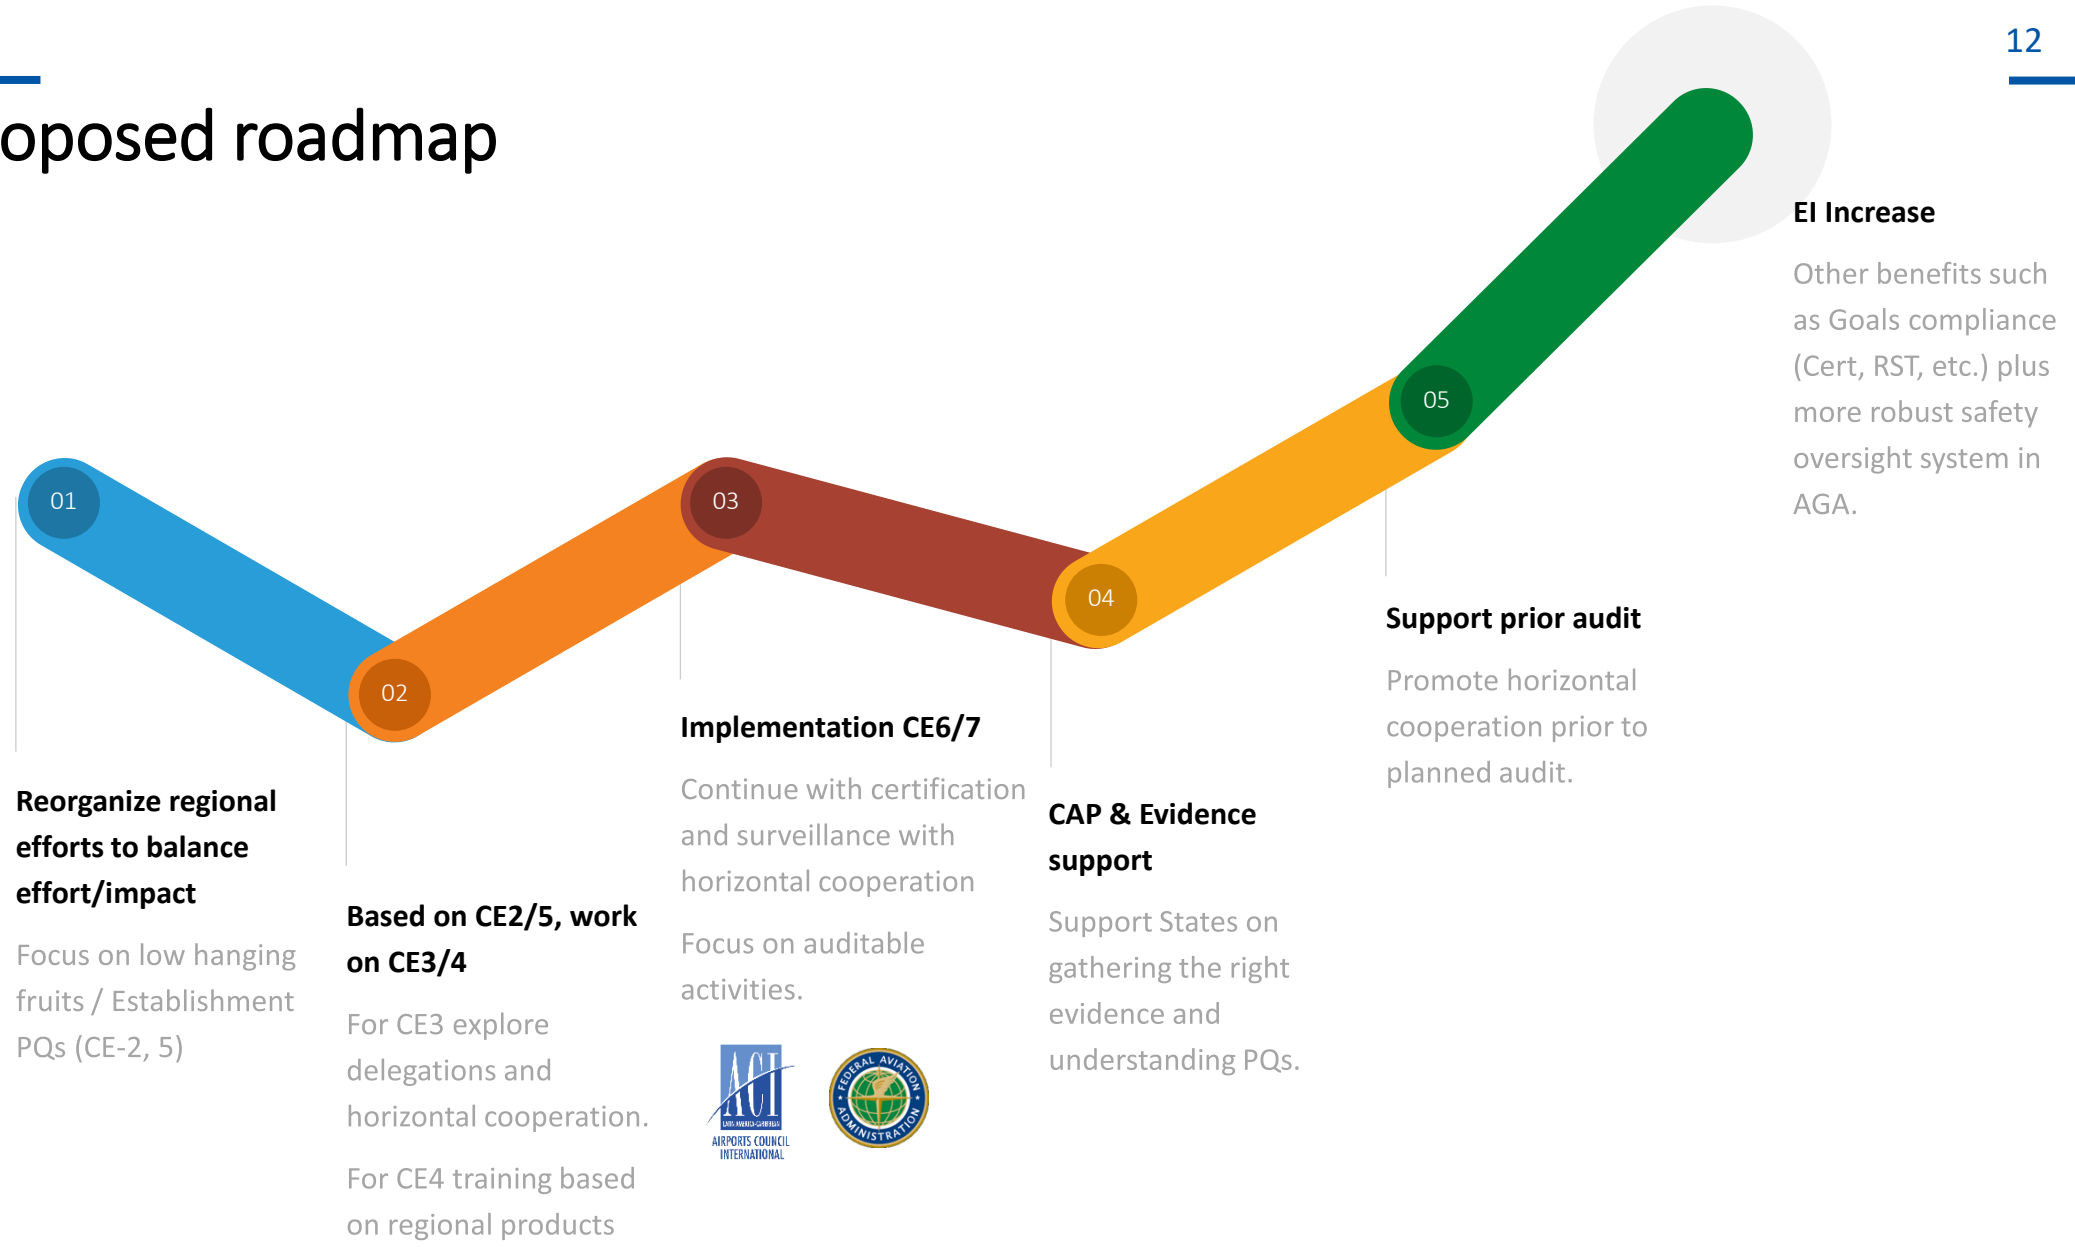 12
oposed roadmap
01
Reorganize regional
efforts to balance
effort/impact
Focus on low hanging
fruits / Establishment
PQs (CE-2, 5)
02
Based on CE2/5, work
on CE3/4
For CE3 explore
delegations and
horizontal cooperation.
For CE4 training based
on regional products
03
Implementation CE6/7
Continue with certification
and surveillance with
horizontal cooperation
Focus on auditable
activities.
ACI
LATIN AMERICA-CARIBBEAN
AIRPORTS COUNCIL
INTERNATIONAL
FEDERAL AVIATION
ADMINISTRATION
04
CAP & Evidence
support
Support States on
gathering the right
evidence and
understanding PQs.
05
Support prior audit
Promote horizontal
cooperation prior to
planned audit.
EI Increase
Other benefits such
as Goals compliance
(Cert, RST, etc.) plus
more robust safety
oversight system in
AGA.